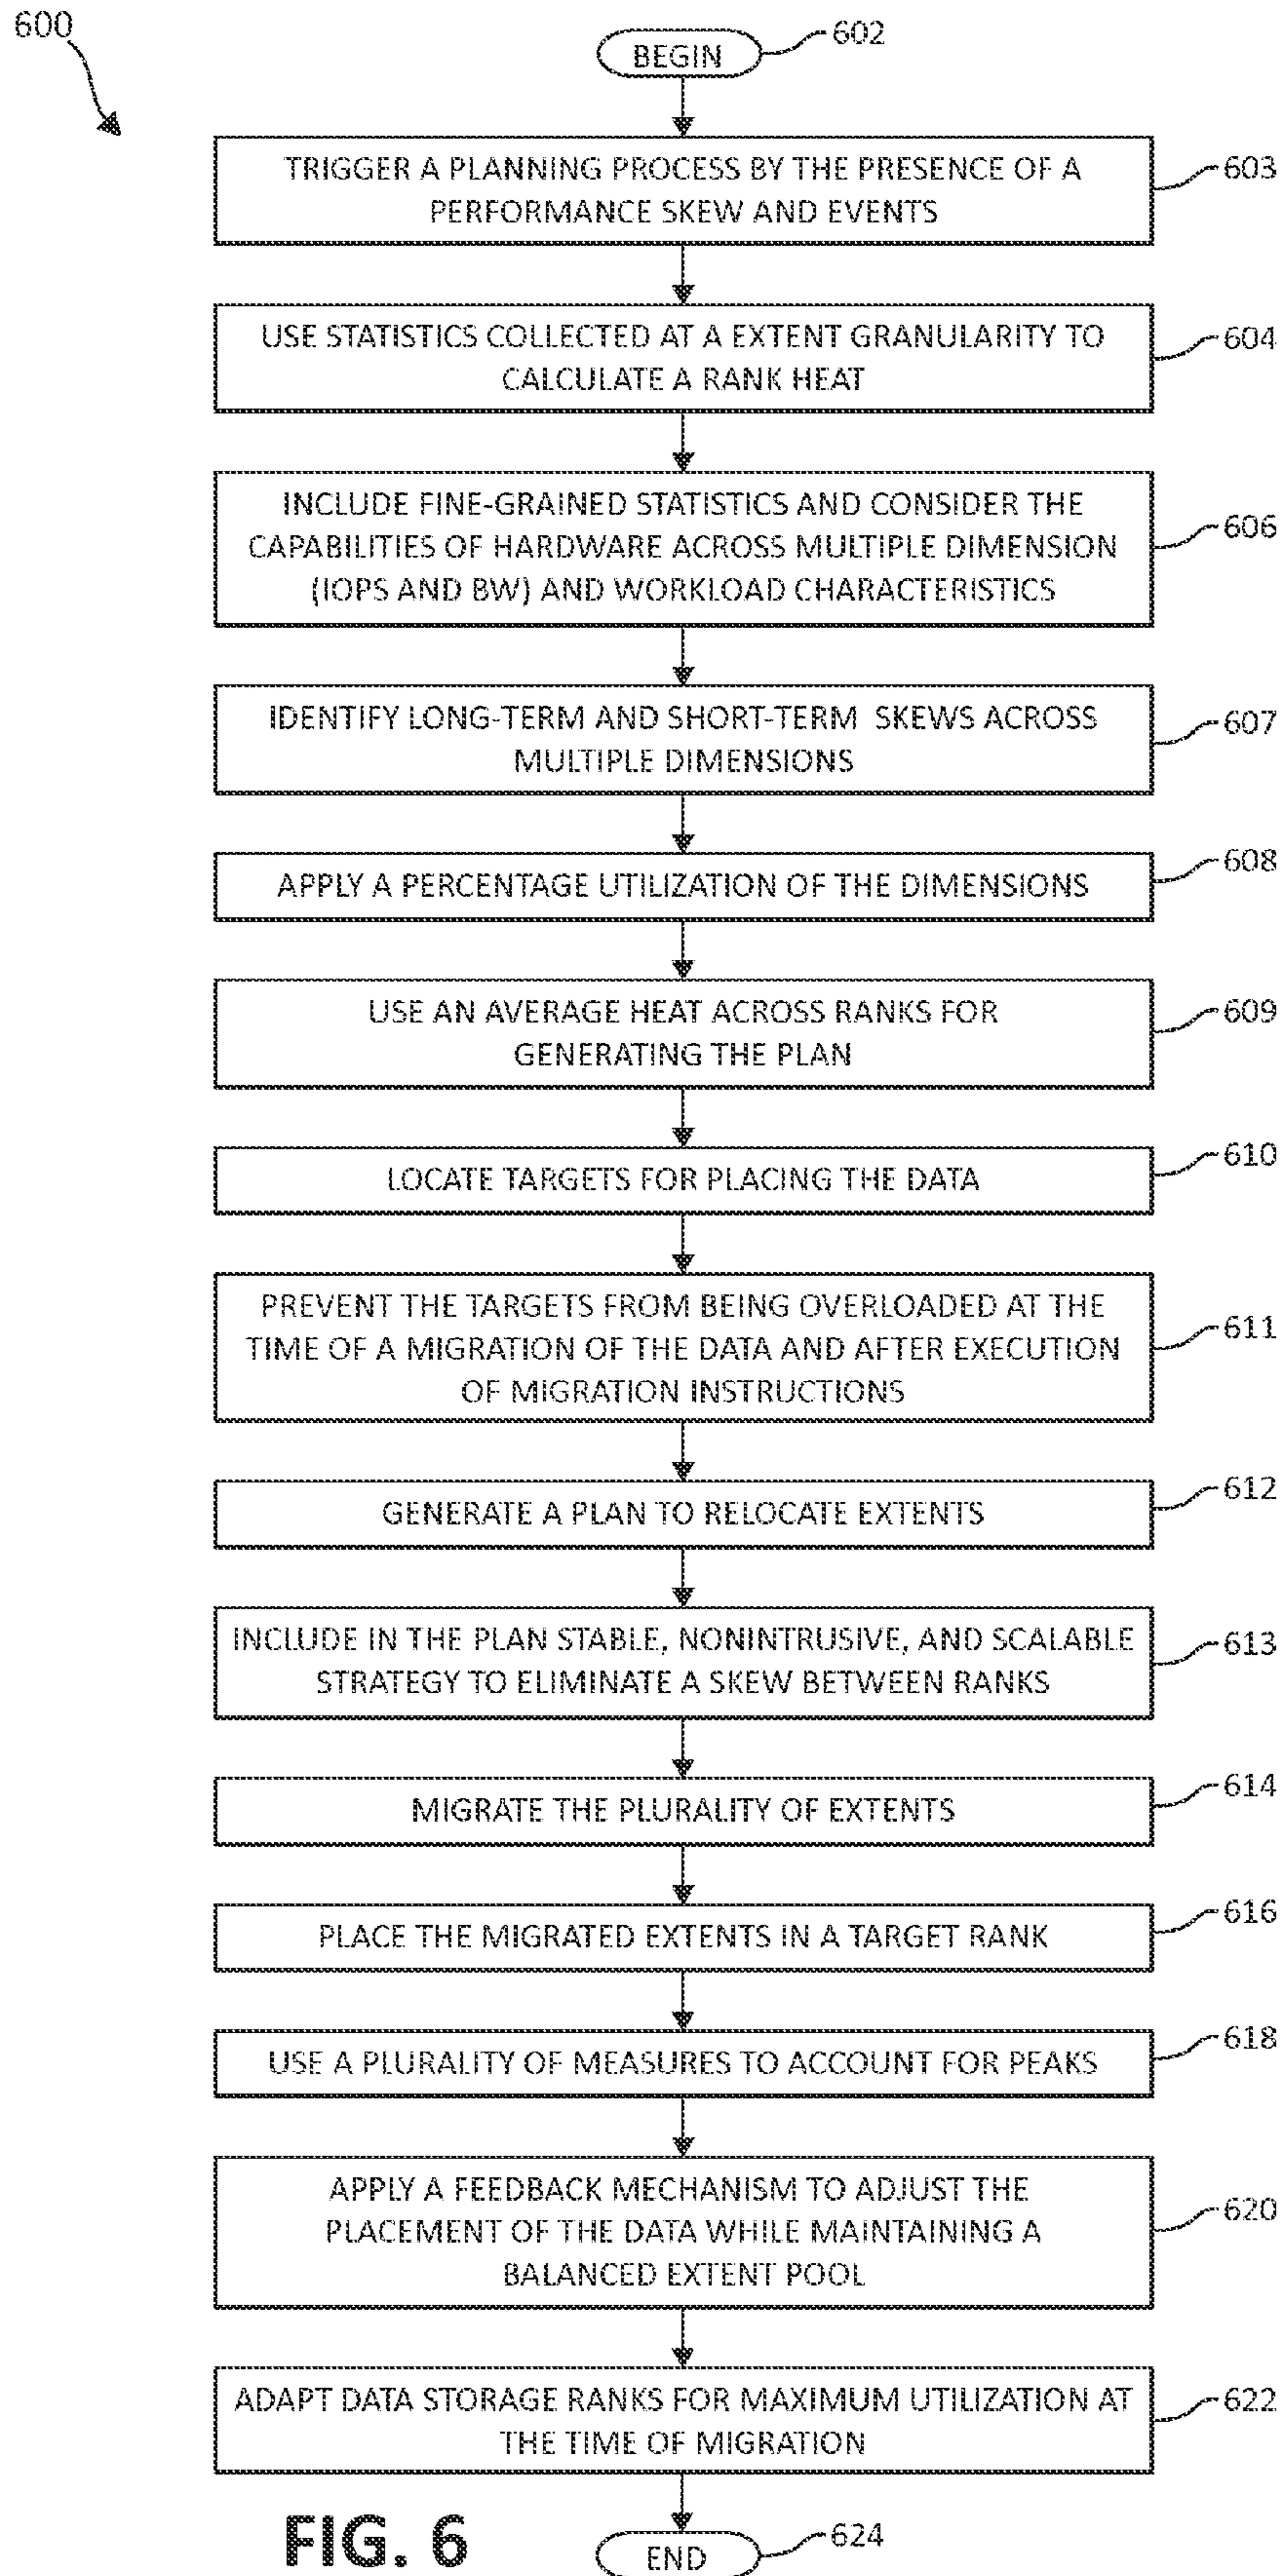 600
BEGIN
602
TRIGGER A PLANNING PROCESS BY THE PRESENCE OF A
PERFORMANCE SKEW AND EVENTS
603
USE STATISTICS COLLECTED AT A EXTENT GRANULARITY TO
CALCULATE A RANK HEAT
604
INCLUDE FINE-GRAINED STATISTICS AND CONSIDER THE
CAPABILITIES OF HARDWARE ACROSS MULTIPLE DIMENSION
(IOPS AND BW) AND WORKLOAD CHARACTERISTICS
606
IDENTIFY LONG-TERM AND SHORT-TERM SKEWS ACROSS
MULTIPLE DIMENSIONS
607
APPLY A PERCENTAGE UTILIZATION OF THE DIMENSIONS
608
USE AN AVERAGE HEAT ACROSS RANKS FOR
GENERATING THE PLAN
609
LOCATE TARGETS FOR PLACING THE DATA
610
PREVENT THE TARGETS FROM BEING OVERLOADED AT THE
TIME OF A MIGRATION OF THE DATA AND AFTER EXECUTION
OF MIGRATION INSTRUCTIONS
611
GENERATE A PLAN TO RELOCATE EXTENTS
612
INCLUDE IN THE PLAN STABLE, NONINTRUSIVE, AND SCALABLE
STRATEGY TO ELIMINATE A SKEW BETWEEN RANKS
613
MIGRATE THE PLURALITY OF EXTENTS
614
PLACE THE MIGRATED EXTENTS IN A TARGET RANK
616
USE A PLURALITY OF MEASURES TO ACCOUNT FOR PEAKS
618
APPLY A FEEDBACK MECHANISM TO ADJUST THE
PLACEMENT OF THE DATA WHILE MAINTAINING A
BALANCED EXTENT POOL
620
ADAPT DATA STORAGE RANKS FOR MAXIMUM UTILIZATION AT
THE TIME OF MIGRATION
622
FIG. 6
END
624